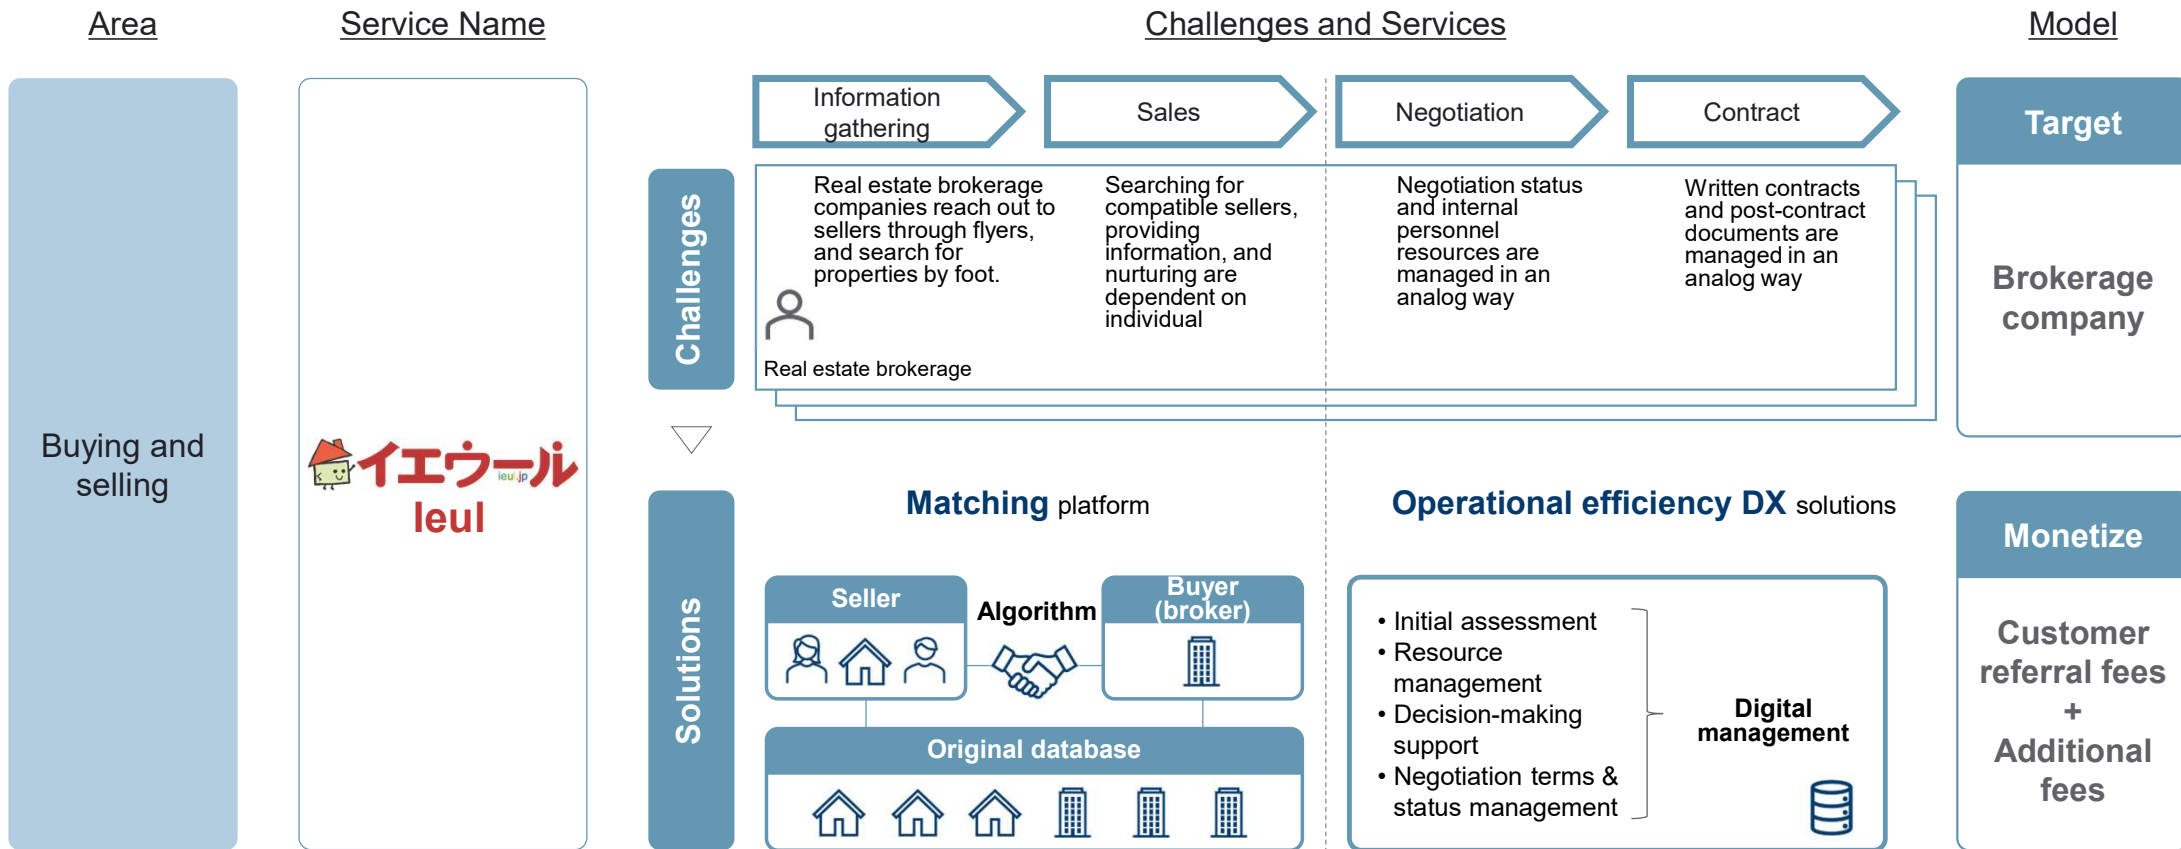 Area
Service Name
Challenges and Services
Model
Buying and
selling
イエウール
ieul.jp
Ieul
Information
gathering
Sales
Negotiation
Contract
Challenges
Real estate brokerage
companies reach out to
sellers through flyers,
and search for
properties by foot.
Real estate brokerage
Searching for
compatible sellers,
providing
information, and
nurturing are
dependent on
individual
Negotiation status
and internal
personnel
resources are
managed in an
analog way
Written contracts
and post-contract
documents are
managed in an
analog way
Target
Brokerage
company
Solutions
Matching platform
Seller
Algorithm
Buyer
(broker)
Original database
Operational efficiency DX solutions
• Initial assessment
• Resource
management
• Decision-making
support
• Negotiation terms &
status management
Digital
management
Monetize
Customer
referral fees
+
Additional
fees